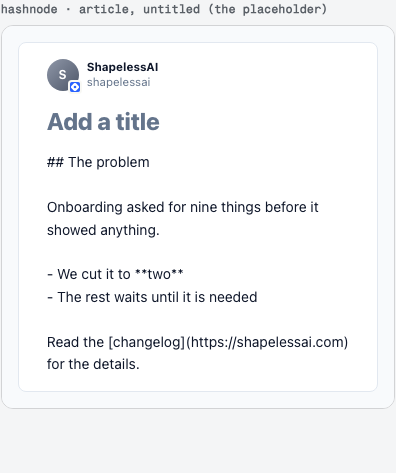 hashnode · article, untitled (the placeholder)
S
ShapelessAI
shapelessai
Add a title
## The problem
Onboarding asked for nine things before it
showed anything.
- We cut it to **two**
- The rest waits until it is needed
Read the [changelog](https://shapelessai.com)
for the details.